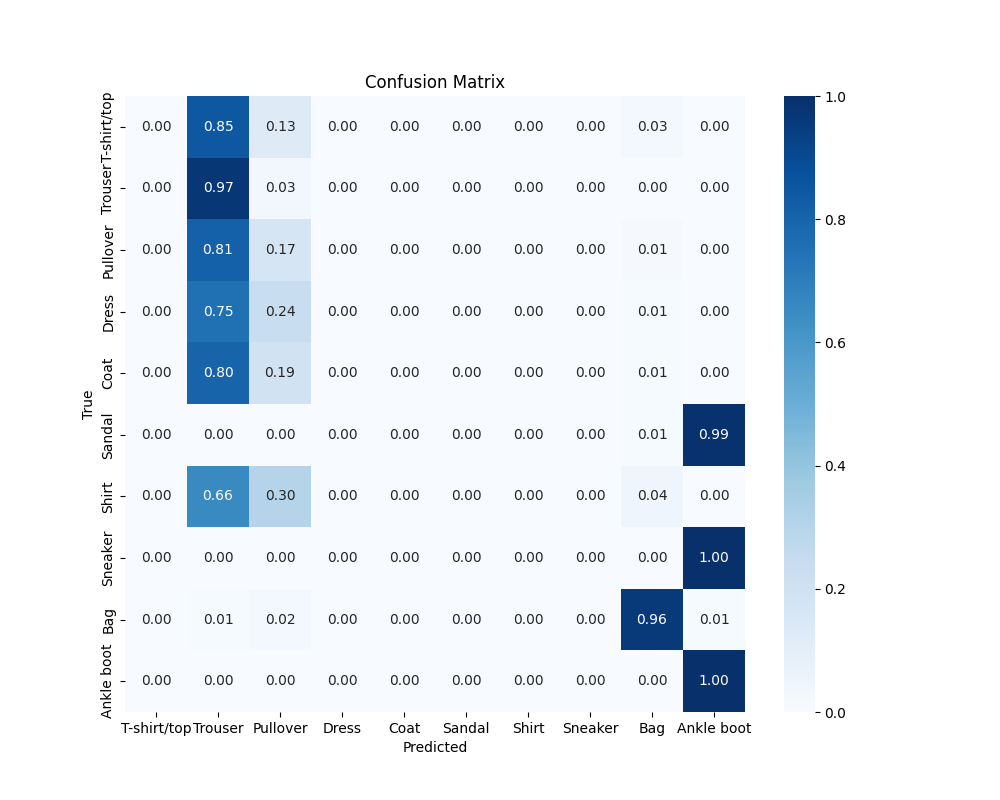 Confusion Matrix
T-shirt/top 0.00 0.85 0.13 0.00 0.00 0.00 0.00 0.00 0.03 0.00
Trouser 0.00 0.97 0.03 0.00 0.00 0.00 0.00 0.00 0.00 0.00
Pullover 0.00 0.81 0.17 0.00 0.00 0.00 0.00 0.00 0.01 0.00
Dress 0.00 0.75 0.24 0.00 0.00 0.00 0.00 0.00 0.01 0.00
Coat 0.00 0.80 0.19 0.00 0.00 0.00 0.00 0.00 0.01 0.00
Sandal 0.00 0.00 0.00 0.00 0.00 0.00 0.00 0.00 0.01 0.99
Shirt 0.00 0.66 0.30 0.00 0.00 0.00 0.00 0.00 0.04 0.00
Sneaker 0.00 0.00 0.00 0.00 0.00 0.00 0.00 0.00 0.00 1.00
Bag 0.00 0.01 0.02 0.00 0.00 0.00 0.00 0.00 0.96 0.01
Ankle boot 0.00 0.00 0.00 0.00 0.00 0.00 0.00 0.00 0.00 1.00
True
T-shirt/top Trouser Pullover Dress Coat Sandal Shirt Sneaker Bag Ankle boot
Predicted
1.0
0.8
0.6
0.4
0.2
0.0